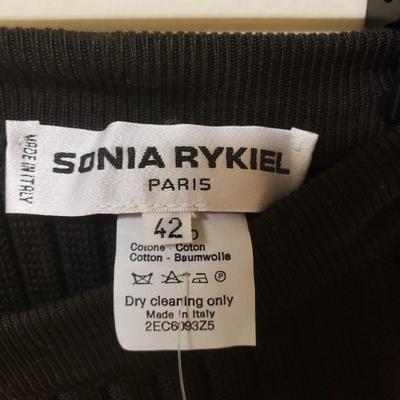 MADE IN ITALY
SONIA RYKIEL
PARIS
42
Cotone - Coton
Cotton - Baumwolle
Dry cleaning only
Made in Italy
2EC6093Z5